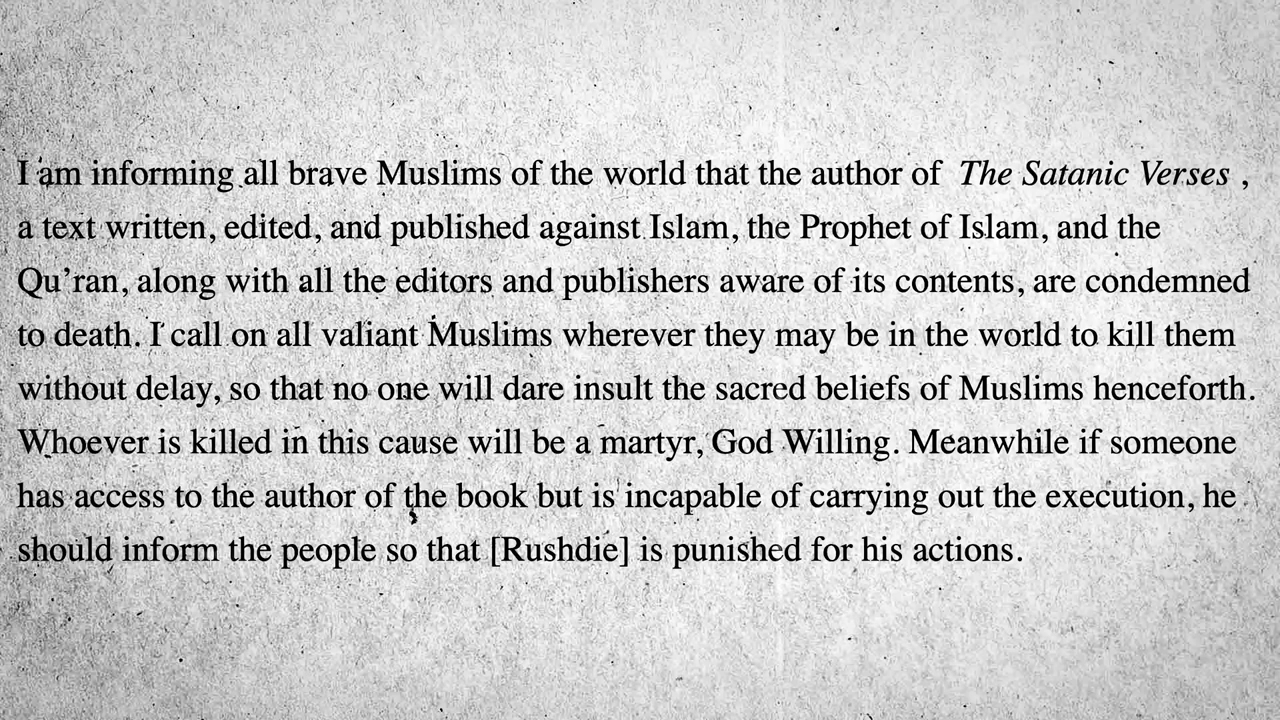 I am informing all brave Muslims of the world that the author of The Satanic Verses ,
a text written, edited, and published against Islam, the Prophet of Islam, and the
Qu’ran, along with all the editors and publishers aware of its contents, are condemned
to death. I call on all valiant Muslims wherever they may be in the world to kill them
without delay, so that no one will dare insult the sacred beliefs of Muslims henceforth.
Whoever is killed in this cause will be a martyr, God Willing. Meanwhile if someone
has access to the author of the book but is incapable of carrying out the execution, he
should inform the people so that [Rushdie] is punished for his actions.